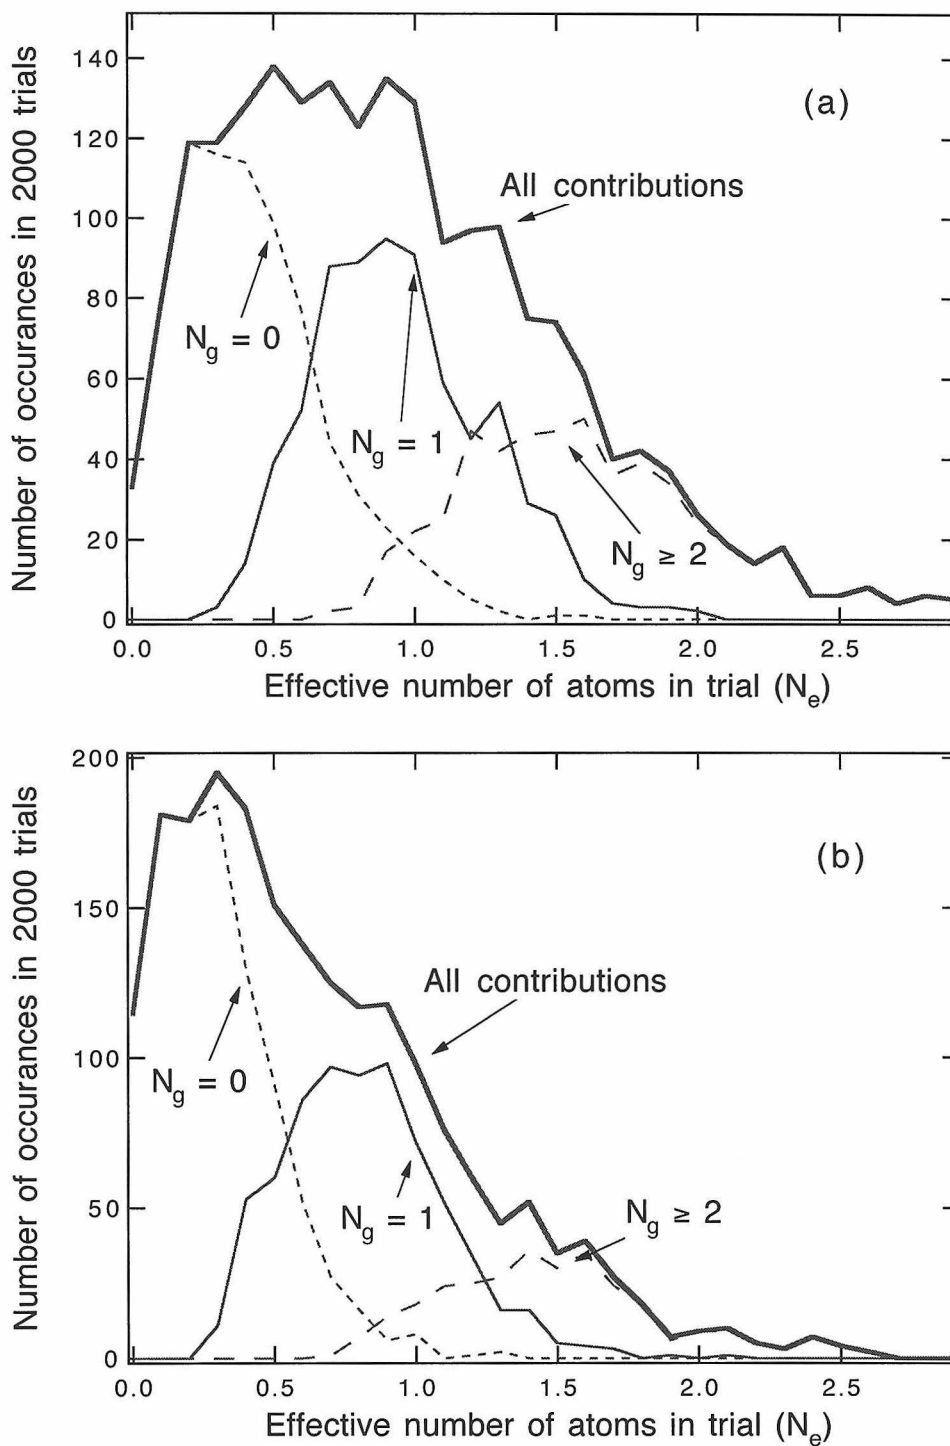 Number of occurances in 2000 trials
140
120
100
80
60
40
20
0
(a)
All contributions
N_g = 0
N_g = 1
N_g ≥ 2
0.0 0.5 1.0 1.5 2.0 2.5
Effective number of atoms in trial (N_e)
Number of occurances in 2000 trials
200
150
100
50
0
(b)
All contributions
N_g = 0
N_g = 1
N_g ≥ 2
0.0 0.5 1.0 1.5 2.0 2.5
Effective number of atoms in trial (N_e)